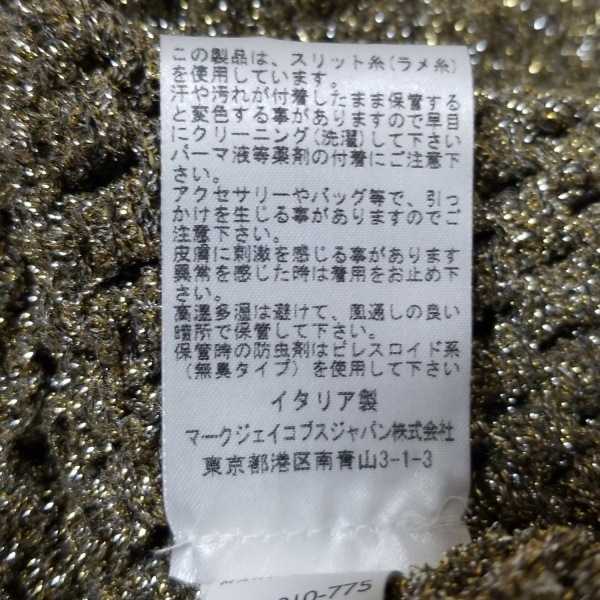 この製品は、スリット糸(ラメ糸)
を使用しています。
汗や汚れが付着したまま保管する
と変色する事がありますので早目
にクリーニング(洗濯)して下さい
パーマ液等薬剤の付着にご注意下
さい。
アクセサリーやバッグ等で、引っ
かけを生じる事がありますのでご
注意下さい。
皮膚に刺激を感じる事があります
異常を感じた時は着用をお止め下
さい。
高温多湿は避けて、風通しの良い
暗所で保管して下さい。
保管時の防虫剤はピレスロイド系
(無臭タイプ)を使用して下さい
イタリア製
マークジェイコブスジャパン株式会社
東京都港区南青山3-1-3
010-775